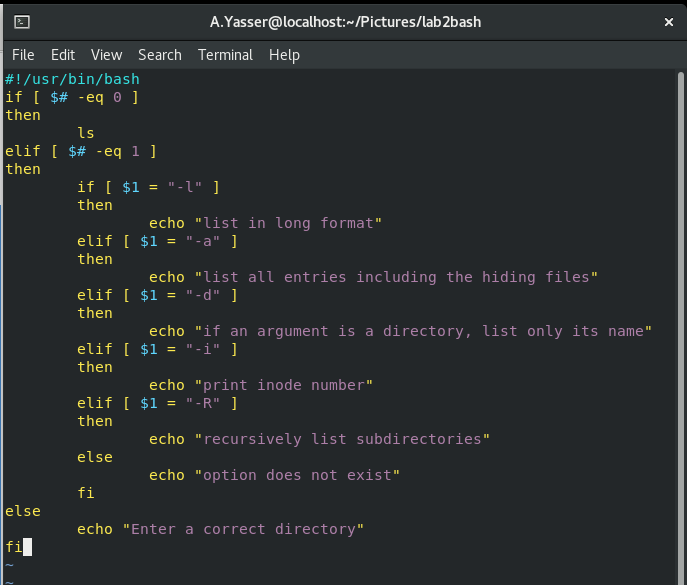 A.Yasser@localhost:~/Pictures/lab2bash
File Edit View Search Terminal Help
#!/usr/bin/bash
if [ $# -eq 0 ]
then
        ls
elif [ $# -eq 1 ]
then
        if [ $1 = "-l" ]
        then
                echo "list in long format"
        elif [ $1 = "-a" ]
        then
                echo "list all entries including the hiding files"
        elif [ $1 = "-d" ]
        then
                echo "if an argument is a directory, list only its name"
        elif [ $1 = "-i" ]
        then
                echo "print inode number"
        elif [ $1 = "-R" ]
        then
                echo "recursively list subdirectories"
        else
                echo "option does not exist"
        fi
else
        echo "Enter a correct directory"
fi
~
~